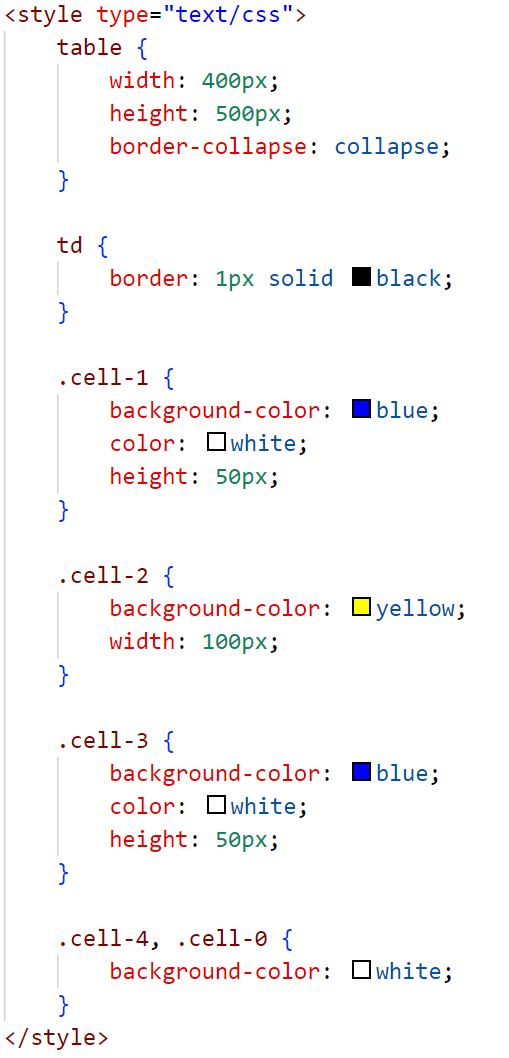 <style type="text/css">
    table {
        width: 400px;
        height: 500px;
        border-collapse: collapse;
    }

    td {
        border: 1px solid black;
    }

    .cell-1 {
        background-color: blue;
        color: white;
        height: 50px;
    }

    .cell-2 {
        background-color: yellow;
        width: 100px;
    }

    .cell-3 {
        background-color: blue;
        color: white;
        height: 50px;
    }

    .cell-4, .cell-0 {
        background-color: white;
    }
</style>